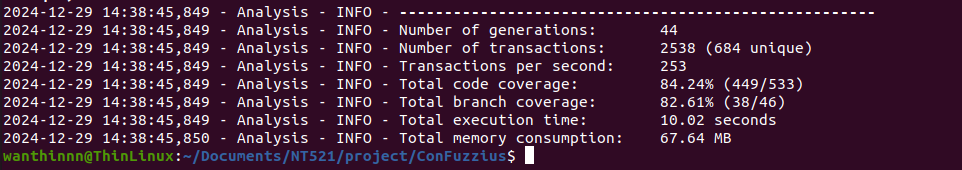 2024-12-29 14:38:45,849 - Analysis - INFO - -----------------------------------------------------
2024-12-29 14:38:45,849 - Analysis - INFO - Number of generations: 44
2024-12-29 14:38:45,849 - Analysis - INFO - Number of transactions: 2538 (684 unique)
2024-12-29 14:38:45,849 - Analysis - INFO - Transactions per second: 253
2024-12-29 14:38:45,849 - Analysis - INFO - Total code coverage: 84.24% (449/533)
2024-12-29 14:38:45,849 - Analysis - INFO - Total branch coverage: 82.61% (38/46)
2024-12-29 14:38:45,849 - Analysis - INFO - Total execution time: 10.02 seconds
2024-12-29 14:38:45,850 - Analysis - INFO - Total memory consumption: 67.64 MB
wanthinnn@ThinLinux:~/Documents/NT521/project/ConFuzzius$